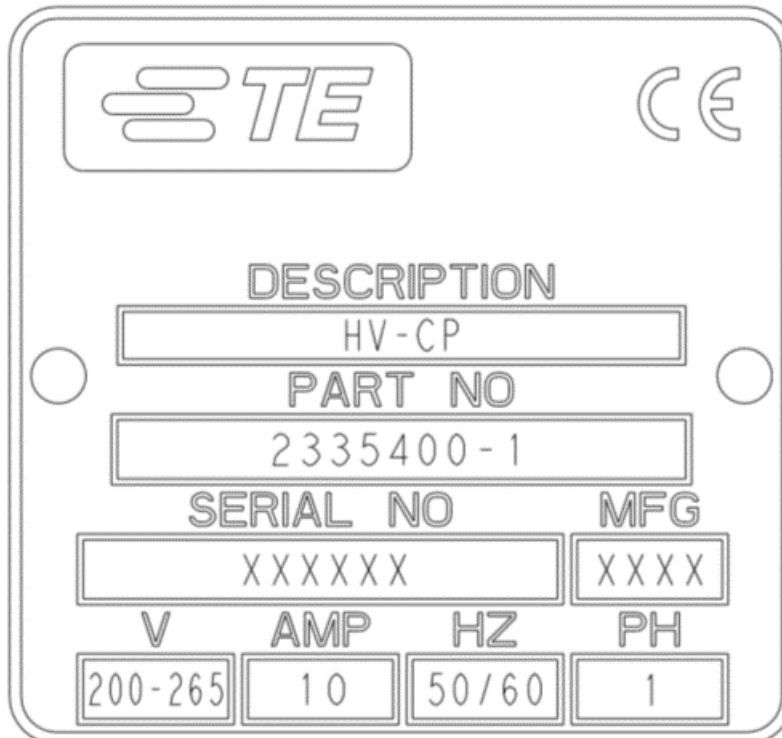 TE CE
DESCRIPTION
HV-CP
PART NO
2335400-1
SERIAL NO MFG
XXXXXX XXXX
V AMP HZ PH
200-265 10 50/60 1